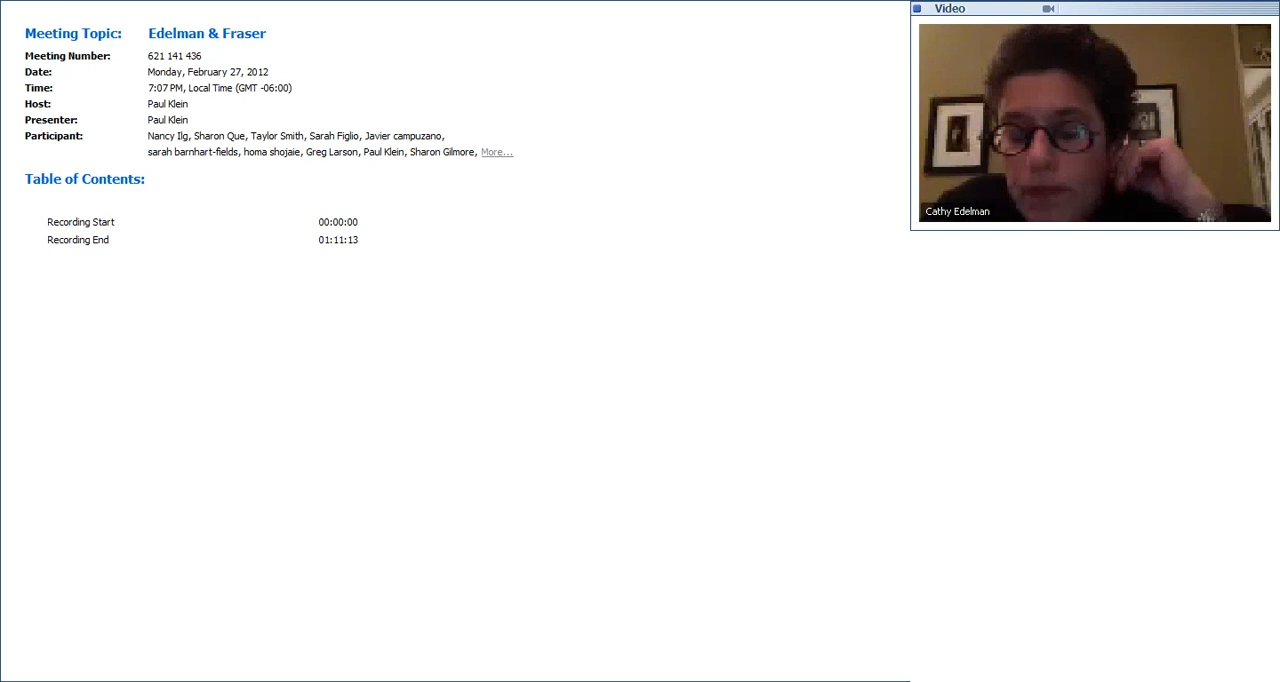 Meeting Topic: Edelman & Fraser
Meeting Number: 621 141 436
Date: Monday, February 27, 2012
Time: 7:07 PM, Local Time (GMT -06:00)
Host: Paul Klein
Presenter: Paul Klein
Participant: Nancy Ilg, Sharon Que, Taylor Smith, Sarah Figlio, Javier campuzano,
sarah barnhart-fields, homa shojaie, Greg Larson, Paul Klein, Sharon Gilmore, More...
Table of Contents:
Recording Start 00:00:00
Recording End 01:11:13
Video
Cathy Edelman